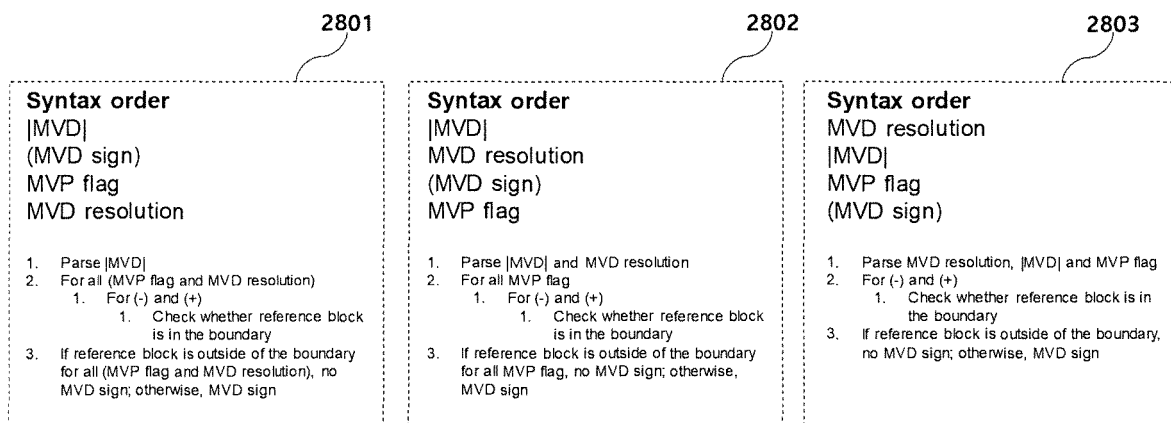 2801
2802
2803
Syntax order
|MVD|
(MVD sign)
MVP flag
MVD resolution
1. Parse |MVD|
2. For all (MVP flag and MVD resolution)
1. For (-) and (+)
1. Check whether reference block
is in the boundary
3. If reference block is outside of the boundary
for all (MVP flag and MVD resolution), no
MVD sign; otherwise, MVD sign
Syntax order
|MVD|
MVD resolution
(MVD sign)
MVP flag
1. Parse |MVD| and MVD resolution
2. For all MVP flag
1. For (-) and (+)
1. Check whether reference block
is in the boundary
3. If reference block is outside of the boundary
for all MVP flag, no MVD sign; otherwise,
MVD sign
Syntax order
MVD resolution
|MVD|
MVP flag
(MVD sign)
1. Parse MVD resolution, |MVD| and MVP flag
2. For (-) and (+)
1. Check whether reference block is in
the boundary
3. If reference block is outside of the boundary,
no MVD sign; otherwise, MVD sign